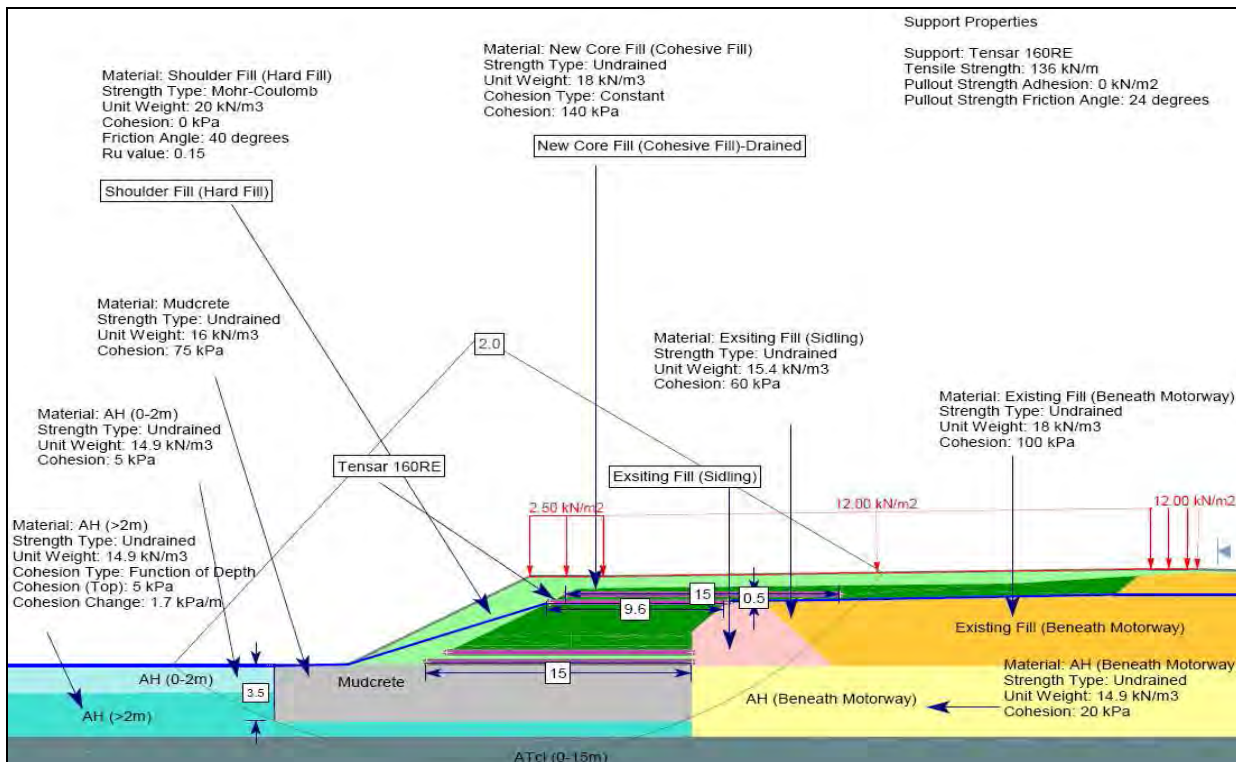 Support Properties
Support: Tensar 160RE
Tensile Strength: 136 kN/m
Pullout Strength Adhesion: 0 kN/m2
Pullout Strength Friction Angle: 24 degrees
Material: New Core Fill (Cohesive Fill)
Strength Type: Undrained
Unit Weight: 18 kN/m3
Cohesion Type: Constant
Cohesion: 140 kPa
New Core Fill (Cohesive Fill)-Drained
Material: Shoulder Fill (Hard Fill)
Strength Type: Mohr-Coulomb
Unit Weight: 20 kN/m3
Cohesion: 0 kPa
Friction Angle: 40 degrees
Ru value: 0.15
Shoulder Fill (Hard Fill)
Material: Mudcrete
Strength Type: Undrained
Unit Weight: 16 kN/m3
Cohesion: 75 kPa
2.0
Material: Exsiting Fill (Sidling)
Strength Type: Undrained
Unit Weight: 15.4 kN/m3
Cohesion: 60 kPa
Material: Existing Fill (Beneath Motorway)
Strength Type: Undrained
Unit Weight: 18 kN/m3
Cohesion: 100 kPa
Material: AH (0-2m)
Strength Type: Undrained
Unit Weight: 14.9 kN/m3
Cohesion: 5 kPa
Tensar 160RE
Exsiting Fill (Sidling)
2.50 kN/m2
12.00 kN/m2
12.00 kN/m2
Material: AH (>2m)
Strength Type: Undrained
Unit Weight: 14.9 kN/m3
Cohesion Type: Function of Depth
Cohesion (Top): 5 kPa
Cohesion Change: 1.7 kPa/m
15
0.5
9.6
Existing Fill (Beneath Motorway)
AH (0-2m)
3.5
Mudcrete
15
AH (>2m)
AH (Beneath Motorway)
Material: AH (Beneath Motorway)
Strength Type: Undrained
Unit Weight: 14.9 kN/m3
Cohesion: 20 kPa
ATcl (0-15m)